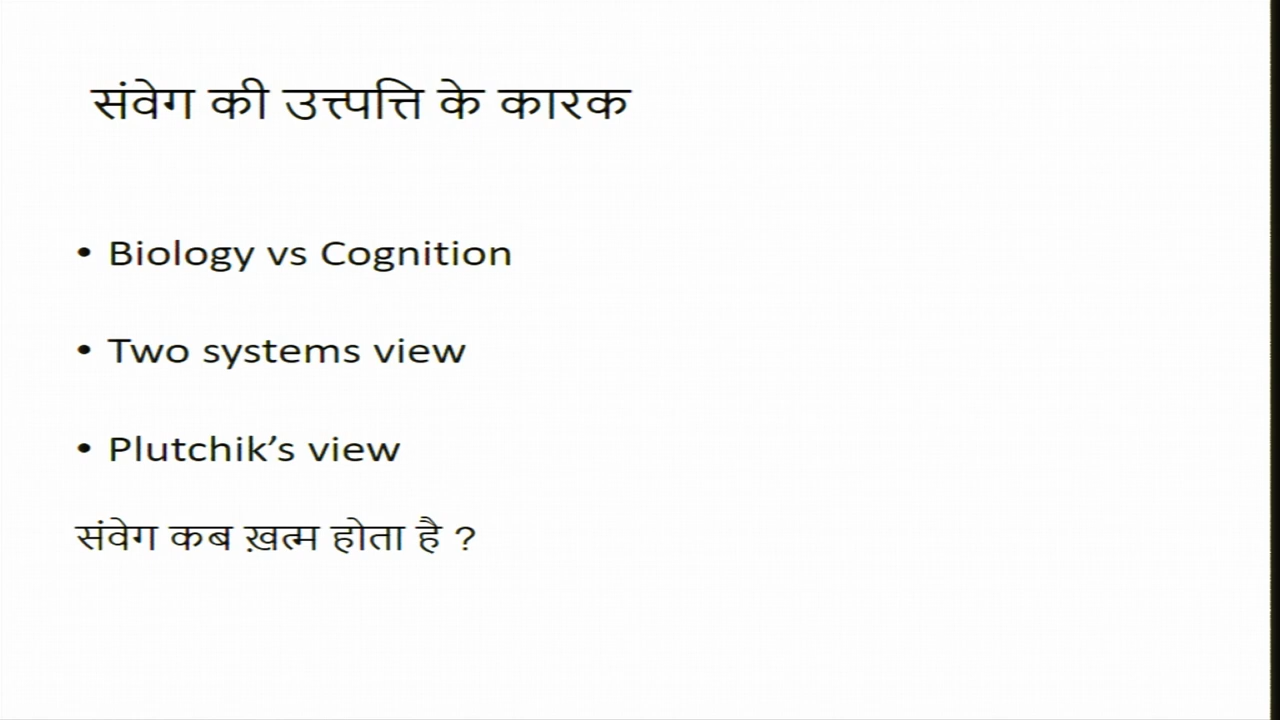 संवेग की उत्त्पत्ति के कारक
• Biology vs Cognition
• Two systems view
• Plutchik’s view
संवेग कब ख़त्म होता है ?